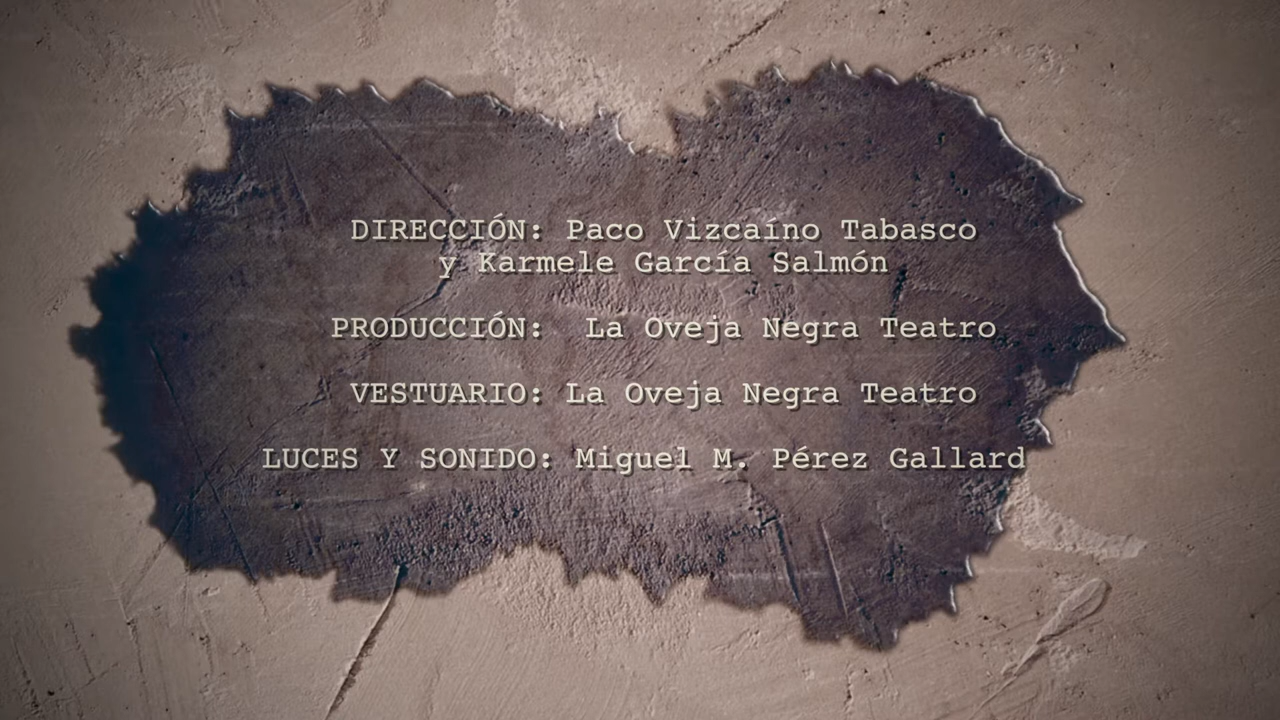 DIRECCIÓN: Paco Vizcaíno Tabasco
y Karmele García Salmón
PRODUCCIÓN: La Oveja Negra Teatro
VESTUARIO: La Oveja Negra Teatro
LUCES Y SONIDO: Miguel M. Pérez Gallard